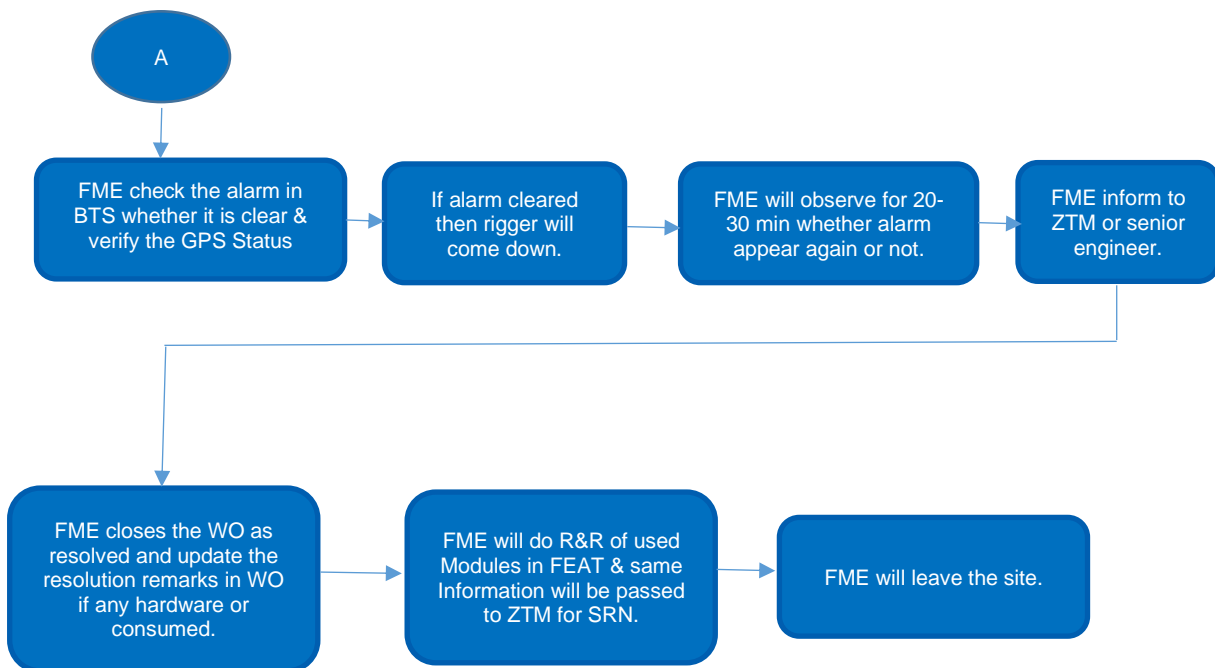 A
FME check the alarm in
BTS whether it is clear &
verify the GPS Status
If alarm cleared
then rigger will
come down.
FME will observe for 20-
30 min whether alarm
appear again or not.
FME inform to
ZTM or senior
engineer.
FME closes the WO as
resolved and update the
resolution remarks in WO
if any hardware or
consumed.
FME will do R&R of used
Modules in FEAT & same
Information will be passed
to ZTM for SRN.
FME will leave the site.